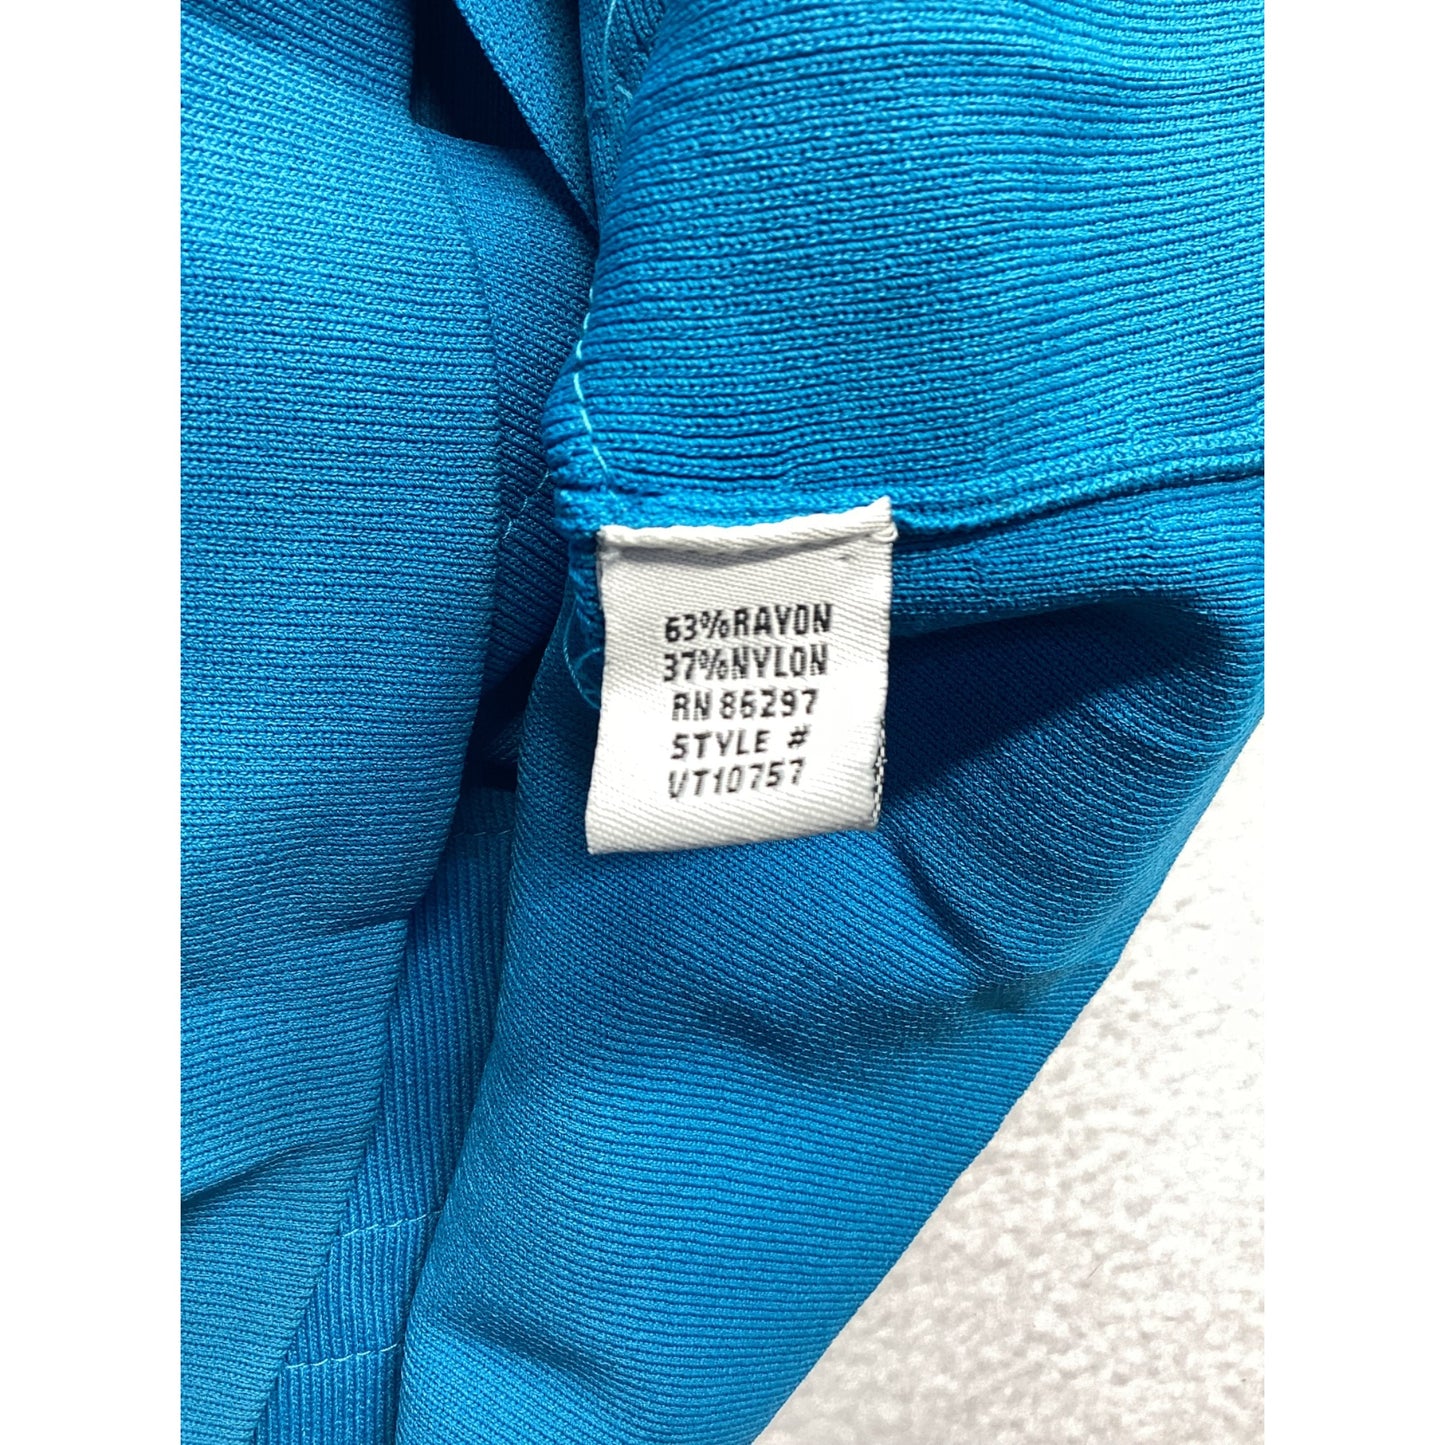 63%RAYON
37%NYLON
RN 86297
STYLE #
VT10757